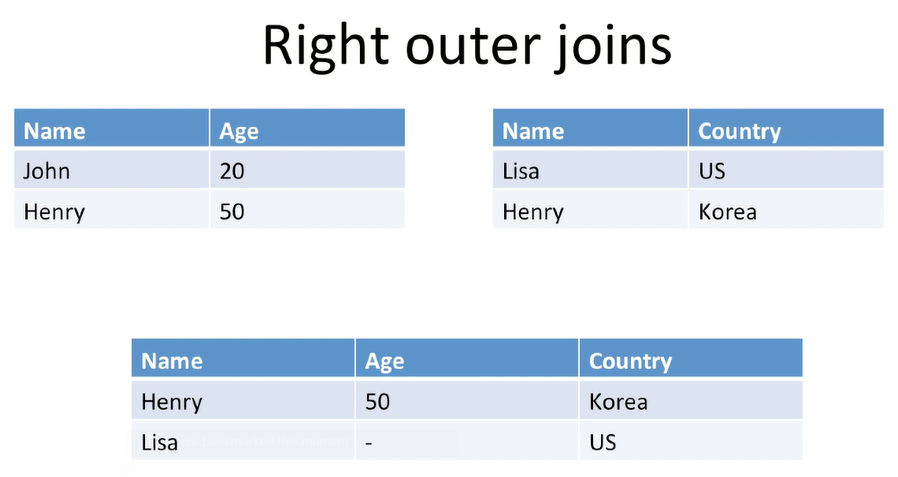 Right outer joins
Name Age
John 20
Henry 50
Name Country
Lisa US
Henry Korea
Name Age Country
Henry 50 Korea
Lisa - US